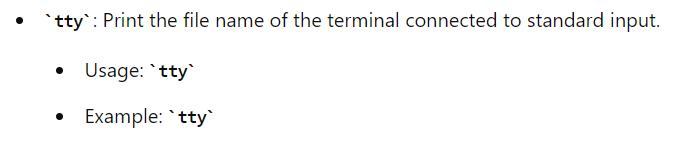 • `tty`: Print the file name of the terminal connected to standard input.
• Usage: `tty`
• Example: `tty`